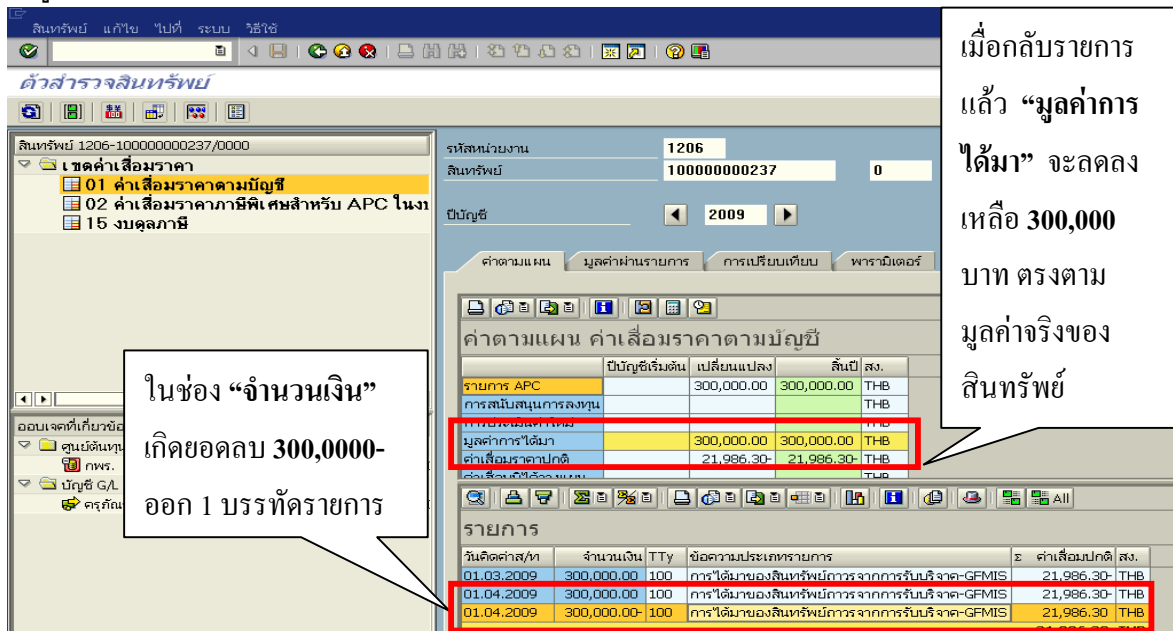 สินทรัพย์ แก้ไข ไปที่ ระบบ วิธีใช้
ตัวสำรวจสินทรัพย์
สินทรัพย์ 1206-100000000237/0000
เขตค่าเสื่อมราคา
01 ค่าเสื่อมราคาตามบัญชี
02 ค่าเสื่อมราคาภาษีพิเศษสำหรับ APC ในงบ
15 งบดุลภาษี
ออบเจคที่เกี่ยวข้อ
ศูนย์ต้นทุน
กพร.
บัญชี G/L
ครุภัณ
รหัสหน่วยงาน 1206
สินทรัพย์ 100000000237 0
ปีบัญชี 2009
ค่าตามแผน มูลค่าผ่านรายการ การเปรียบเทียบ พารามิเตอร์
ค่าตามแผน ค่าเสื่อมราคาตามบัญชี
ปีบัญชีเริ่มต้น เปลี่ยนแปลง สิ้นปี สง.
รายการ APC 300,000.00 300,000.00 THB
การสนับสนุนการลงทุน THB
การประเมินค่าใหม่ THB
มูลค่าการได้มา 300,000.00 300,000.00 THB
ค่าเสื่อมราคาปกติ 21,986.30- 21,986.30- THB
THB
All
รายการ
วันคิดค่าส/ท จำนวนเงิน TTy ข้อความประเภทรายการ Σ ค่าเสื่อมปกติ สง.
01.03.2009 300,000.00 100 การได้มาของสินทรัพย์ถาวรจากการรับบริจาค-GFMIS 21,986.30- THB
01.04.2009 300,000.00 100 การได้มาของสินทรัพย์ถาวรจากการรับบริจาค-GFMIS 21,986.30- THB
01.04.2009 300,000.00- 100 การได้มาของสินทรัพย์ถาวรจากการรับบริจาค-GFMIS 21,986.30 THB
เมื่อกลับรายการ
แล้ว “มูลค่าการ
ได้มา” จะลดลง
เหลือ 300,000
บาท ตรงตาม
มูลค่าจริงของ
สินทรัพย์
ในช่อง “จำนวนเงิน”
เกิดยอดลบ 300,0000-
ออก 1 บรรทัดรายการ